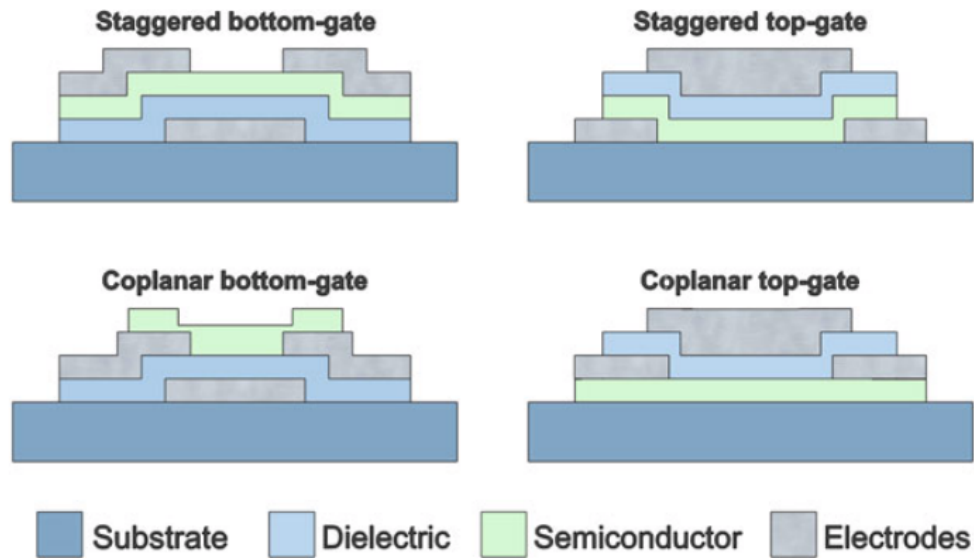 Staggered bottom-gate
Staggered top-gate
Coplanar bottom-gate
Coplanar top-gate
Substrate
Dielectric
Semiconductor
Electrodes